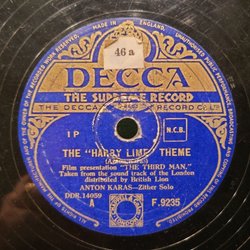 MADE IN ENGLAND.
46 a
DECCA
THE SUPREME RECORD
THE DECCA RECORD CO. LTD.
1P
N.C.B.
THE "HARRY LIME" THEME
Film presentation "THE THIRD MAN."
Taken from the sound track of the London
distributed by British Lion
ANTON KARAS—Zither Solo
DDR.14059
F.9235